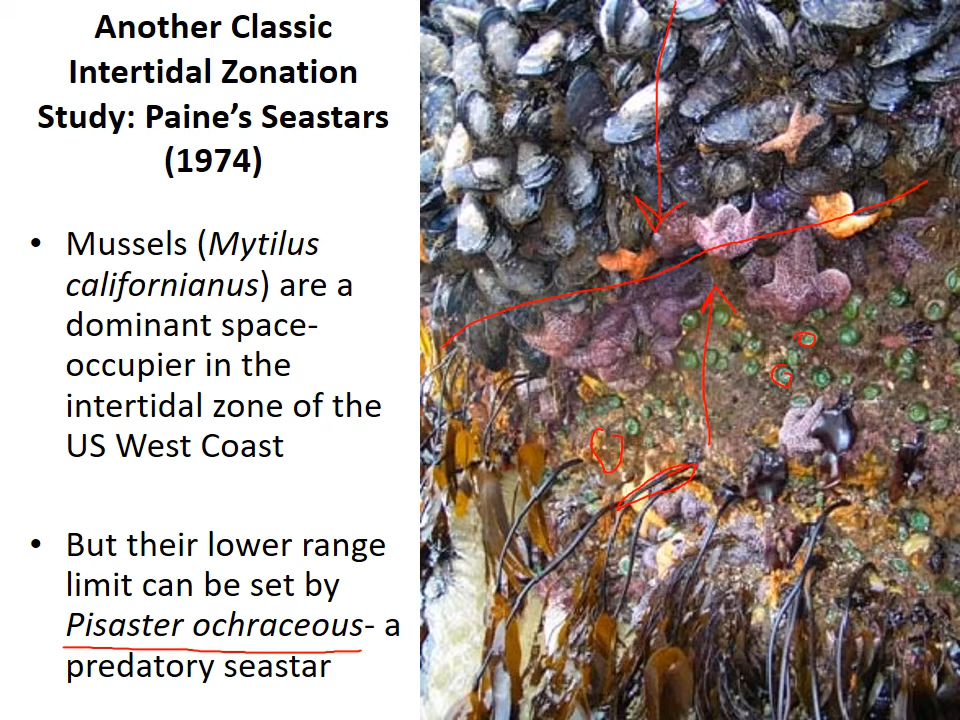 Another Classic
Intertidal Zonation
Study: Paine’s Seastars
(1974)
• Mussels (Mytilus
californianus) are a
dominant space-
occupier in the
intertidal zone of the
US West Coast
• But their lower range
limit can be set by
Pisaster ochraceous- a
predatory seastar